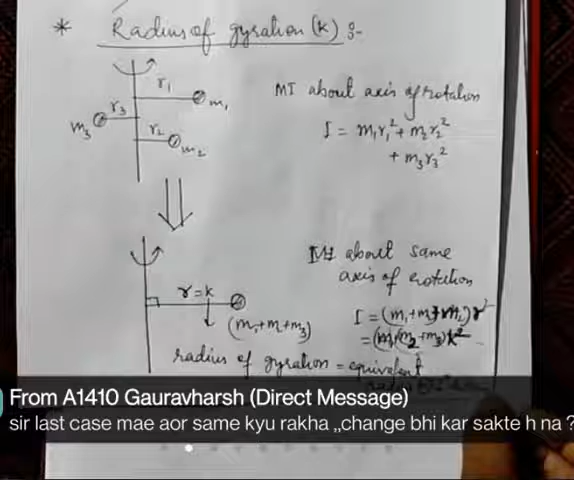 * Radius of gyration (k) :-
r₁
m₁
r₃
m₃
r₂
m₂
MI about axis of rotation
I = m₁r₁² + m₂r₂²
+ m₃r₃²
MI about same
axis of rotation
r = k
(m₁+m+m₃)
I = (m₁+m₃+m₂)r²
= (m₁+m₂+m₃)k²
radius of gyration = equivalent
From A1410 Gauravharsh (Direct Message)
sir last case mae aor same kyu rakha ,,change bhi kar sakte h na ?